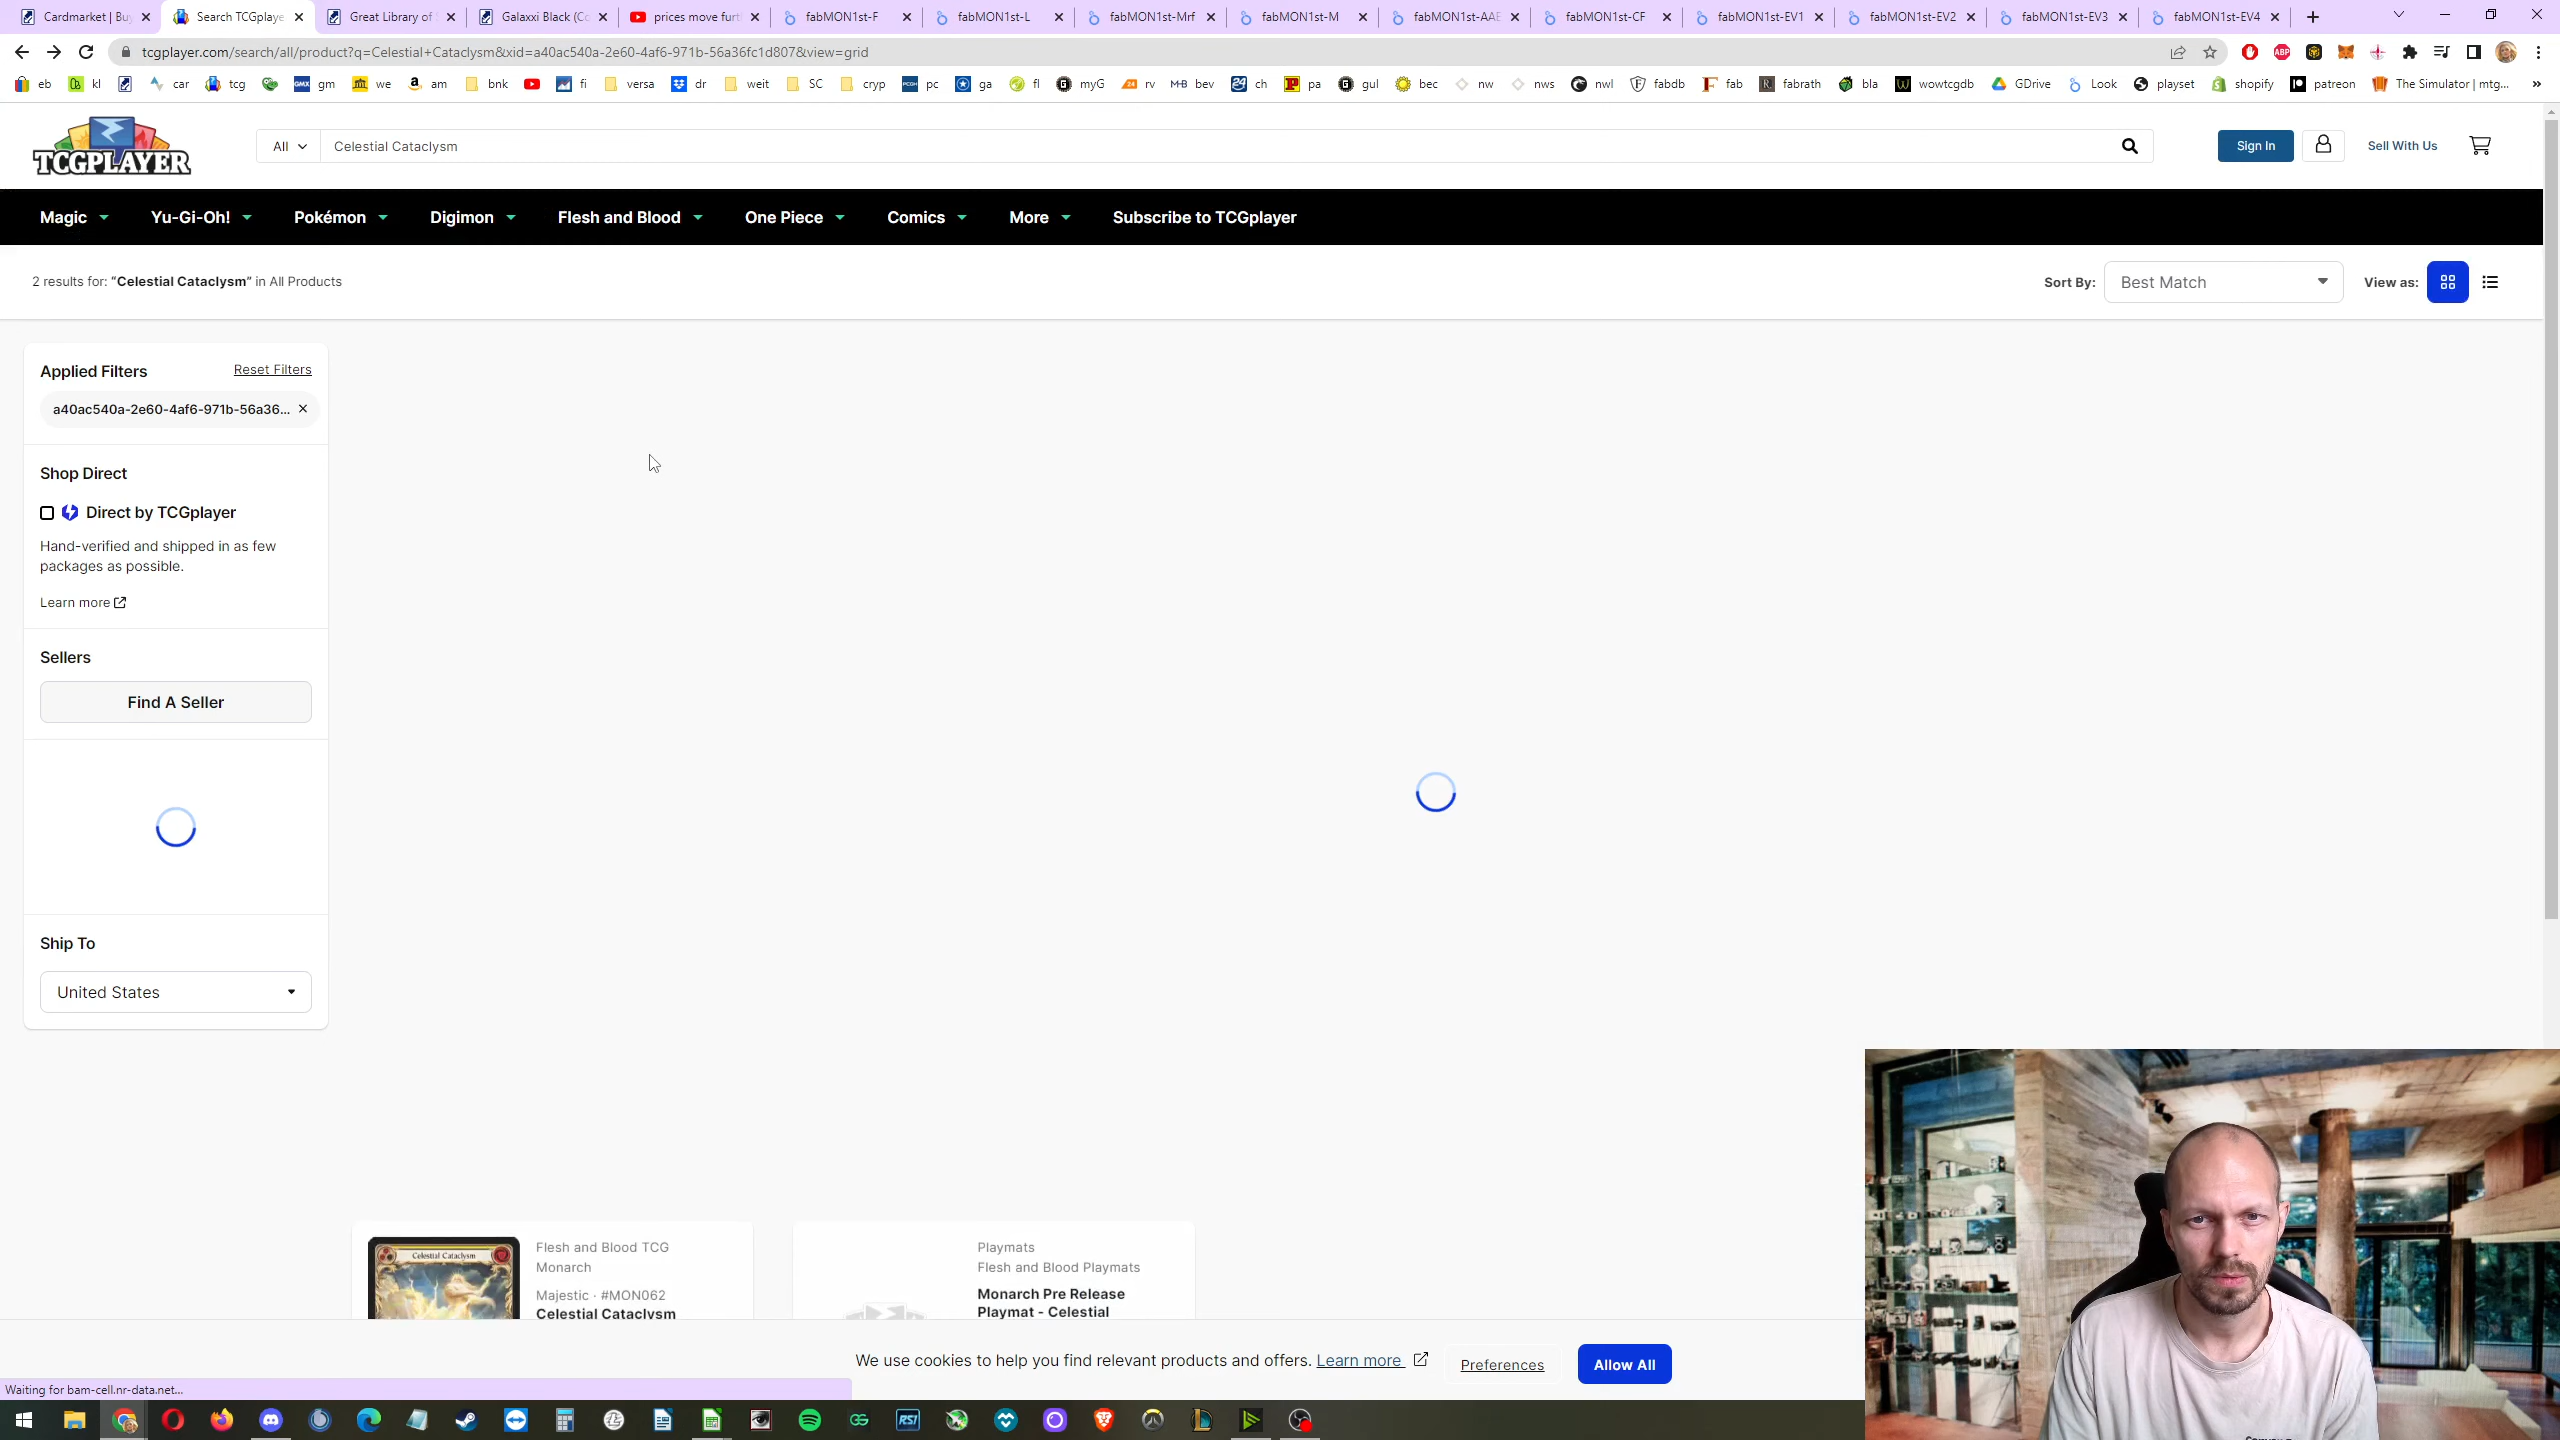 Cardmarket | Buy
Search TCGplaye
Great Library of
Galaxxi Black (Co
prices move furt
fabMON1st-F
fabMON1st-L
fabMON1st-Mrf
fabMON1st-M
fabMON1st-AAE
fabMON1st-CF
fabMON1st-EV1
fabMON1st-EV2
fabMON1st-EV3
fabMON1st-EV4
tcgplayer.com/search/all/product?q=Celestial+Cataclysm&xid=a40ac540a-2e60-4af6-971b-56a36fc1d807&view=grid
eb kl car tcg gm we am bnk fi versa dr weit SC cryp pc ga fl myG rv bev ch pa gul bec nw nws nwl fabdb fab fabrath bla wowtcgdb GDrive Look playset shopify patreon The Simulator | mtg... »
TCGPLAYER
All
Celestial Cataclysm
Sign In
Sell With Us
Magic Yu-Gi-Oh! Pokémon Digimon Flesh and Blood One Piece Comics More Subscribe to TCGplayer
2 results for: “Celestial Cataclysm” in All Products
Sort By: Best Match
View as:
Applied Filters Reset Filters
a40ac540a-2e60-4af6-971b-56a36...
Shop Direct
Direct by TCGplayer
Hand-verified and shipped in as few
packages as possible.
Learn more
Sellers
Find A Seller
Ship To
United States
Celestial Cataclysm
Flesh and Blood TCG
Monarch
Majestic · #MON062
Celestial Cataclysm
Playmats
Flesh and Blood Playmats
Monarch Pre Release
Playmat - Celestial
We use cookies to help you find relevant products and offers. Learn more
Preferences
Allow All
Waiting for bam-cell.nr-data.net...